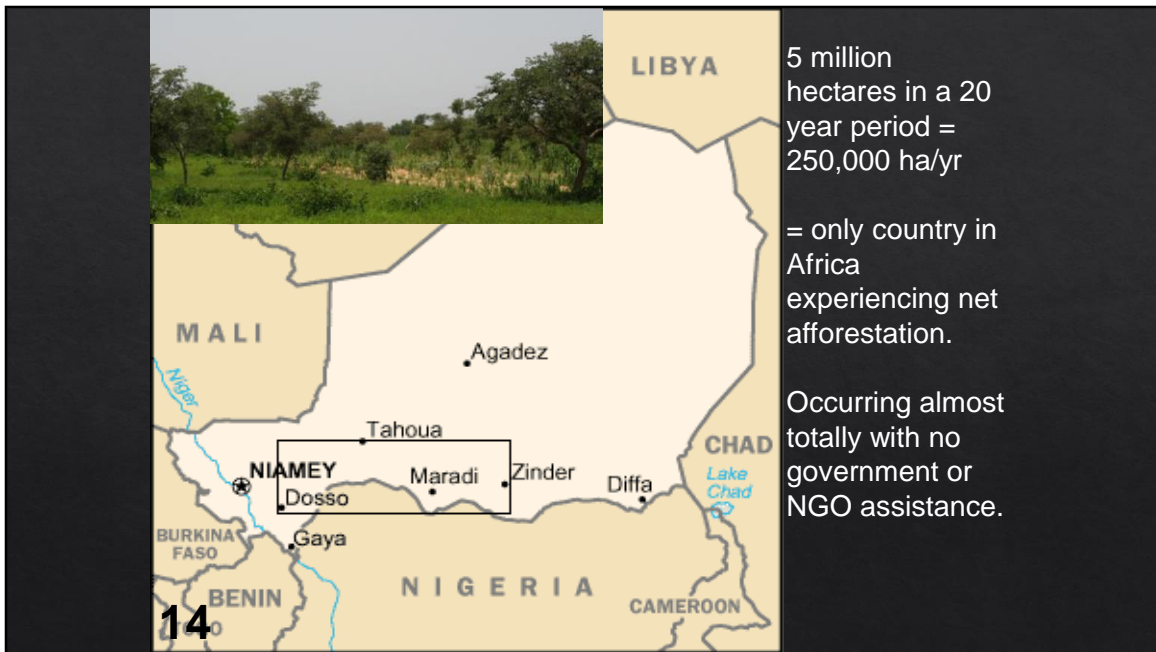 LIBYA
5 million
hectares in a 20
year period =
250,000 ha/yr
= only country in
Africa
experiencing net
afforestation.
Occurring almost
totally with no
government or
NGO assistance.
MALI
Agadez
Niger
Tahoua
CHAD
NIAMEY
Maradi
Zinder
Diffa
Lake
Chad
Dosso
BURKINA
FASO
Gaya
NIGERIA
BENIN
CAMEROON
14